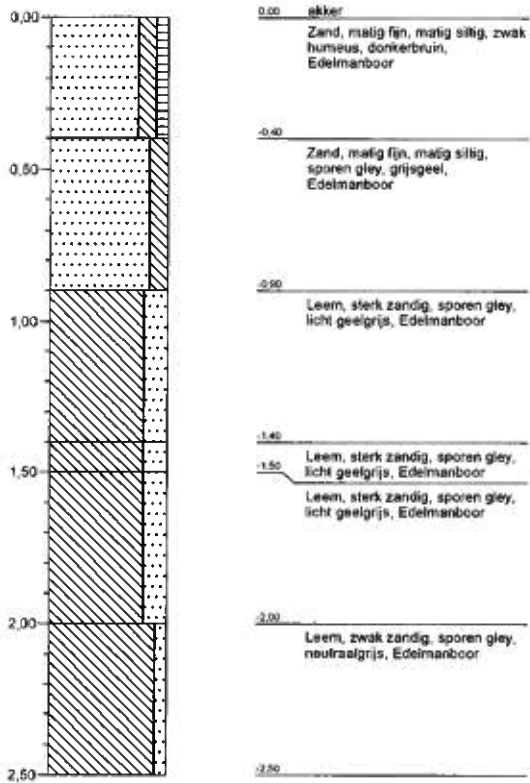 0,00
0,50
1,00
1,50
2,00
2,50
0,00 akker
Zand, matig fijn, matig siltig, zwak
humeus, donkerbruin,
Edelmanboor
-0,40
Zand, matig fijn, matig siltig,
sporen gley, grijsgeel,
Edelmanboor
-0,90
Leem, sterk zandig, sporen gley,
licht geelgrijs, Edelmanboor
-1,40
Leem, sterk zandig, sporen gley,
licht geelgrijs, Edelmanboor
-1,50
Leem, sterk zandig, sporen gley,
licht geelgrijs, Edelmanboor
-2,00
Leem, zwak zandig, sporen gley,
neutraalgrijs, Edelmanboor
-2,50